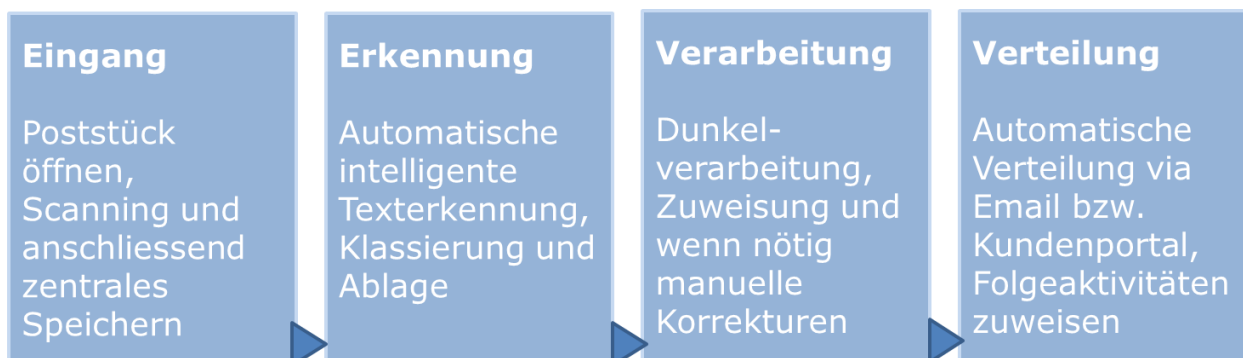 Eingang
Poststück
öffnen,
Scanning und
anschliessend
zentrales
Speichern
Erkennung
Automatische
intelligente
Texterkennung,
Klassierung und
Ablage
Verarbeitung
Dunkel-
verarbeitung,
Zuweisung und
wenn nötig
manuelle
Korrekturen
Verteilung
Automatische
Verteilung via
Email bzw.
Kundenportal,
Folgeaktivitäten
zuweisen